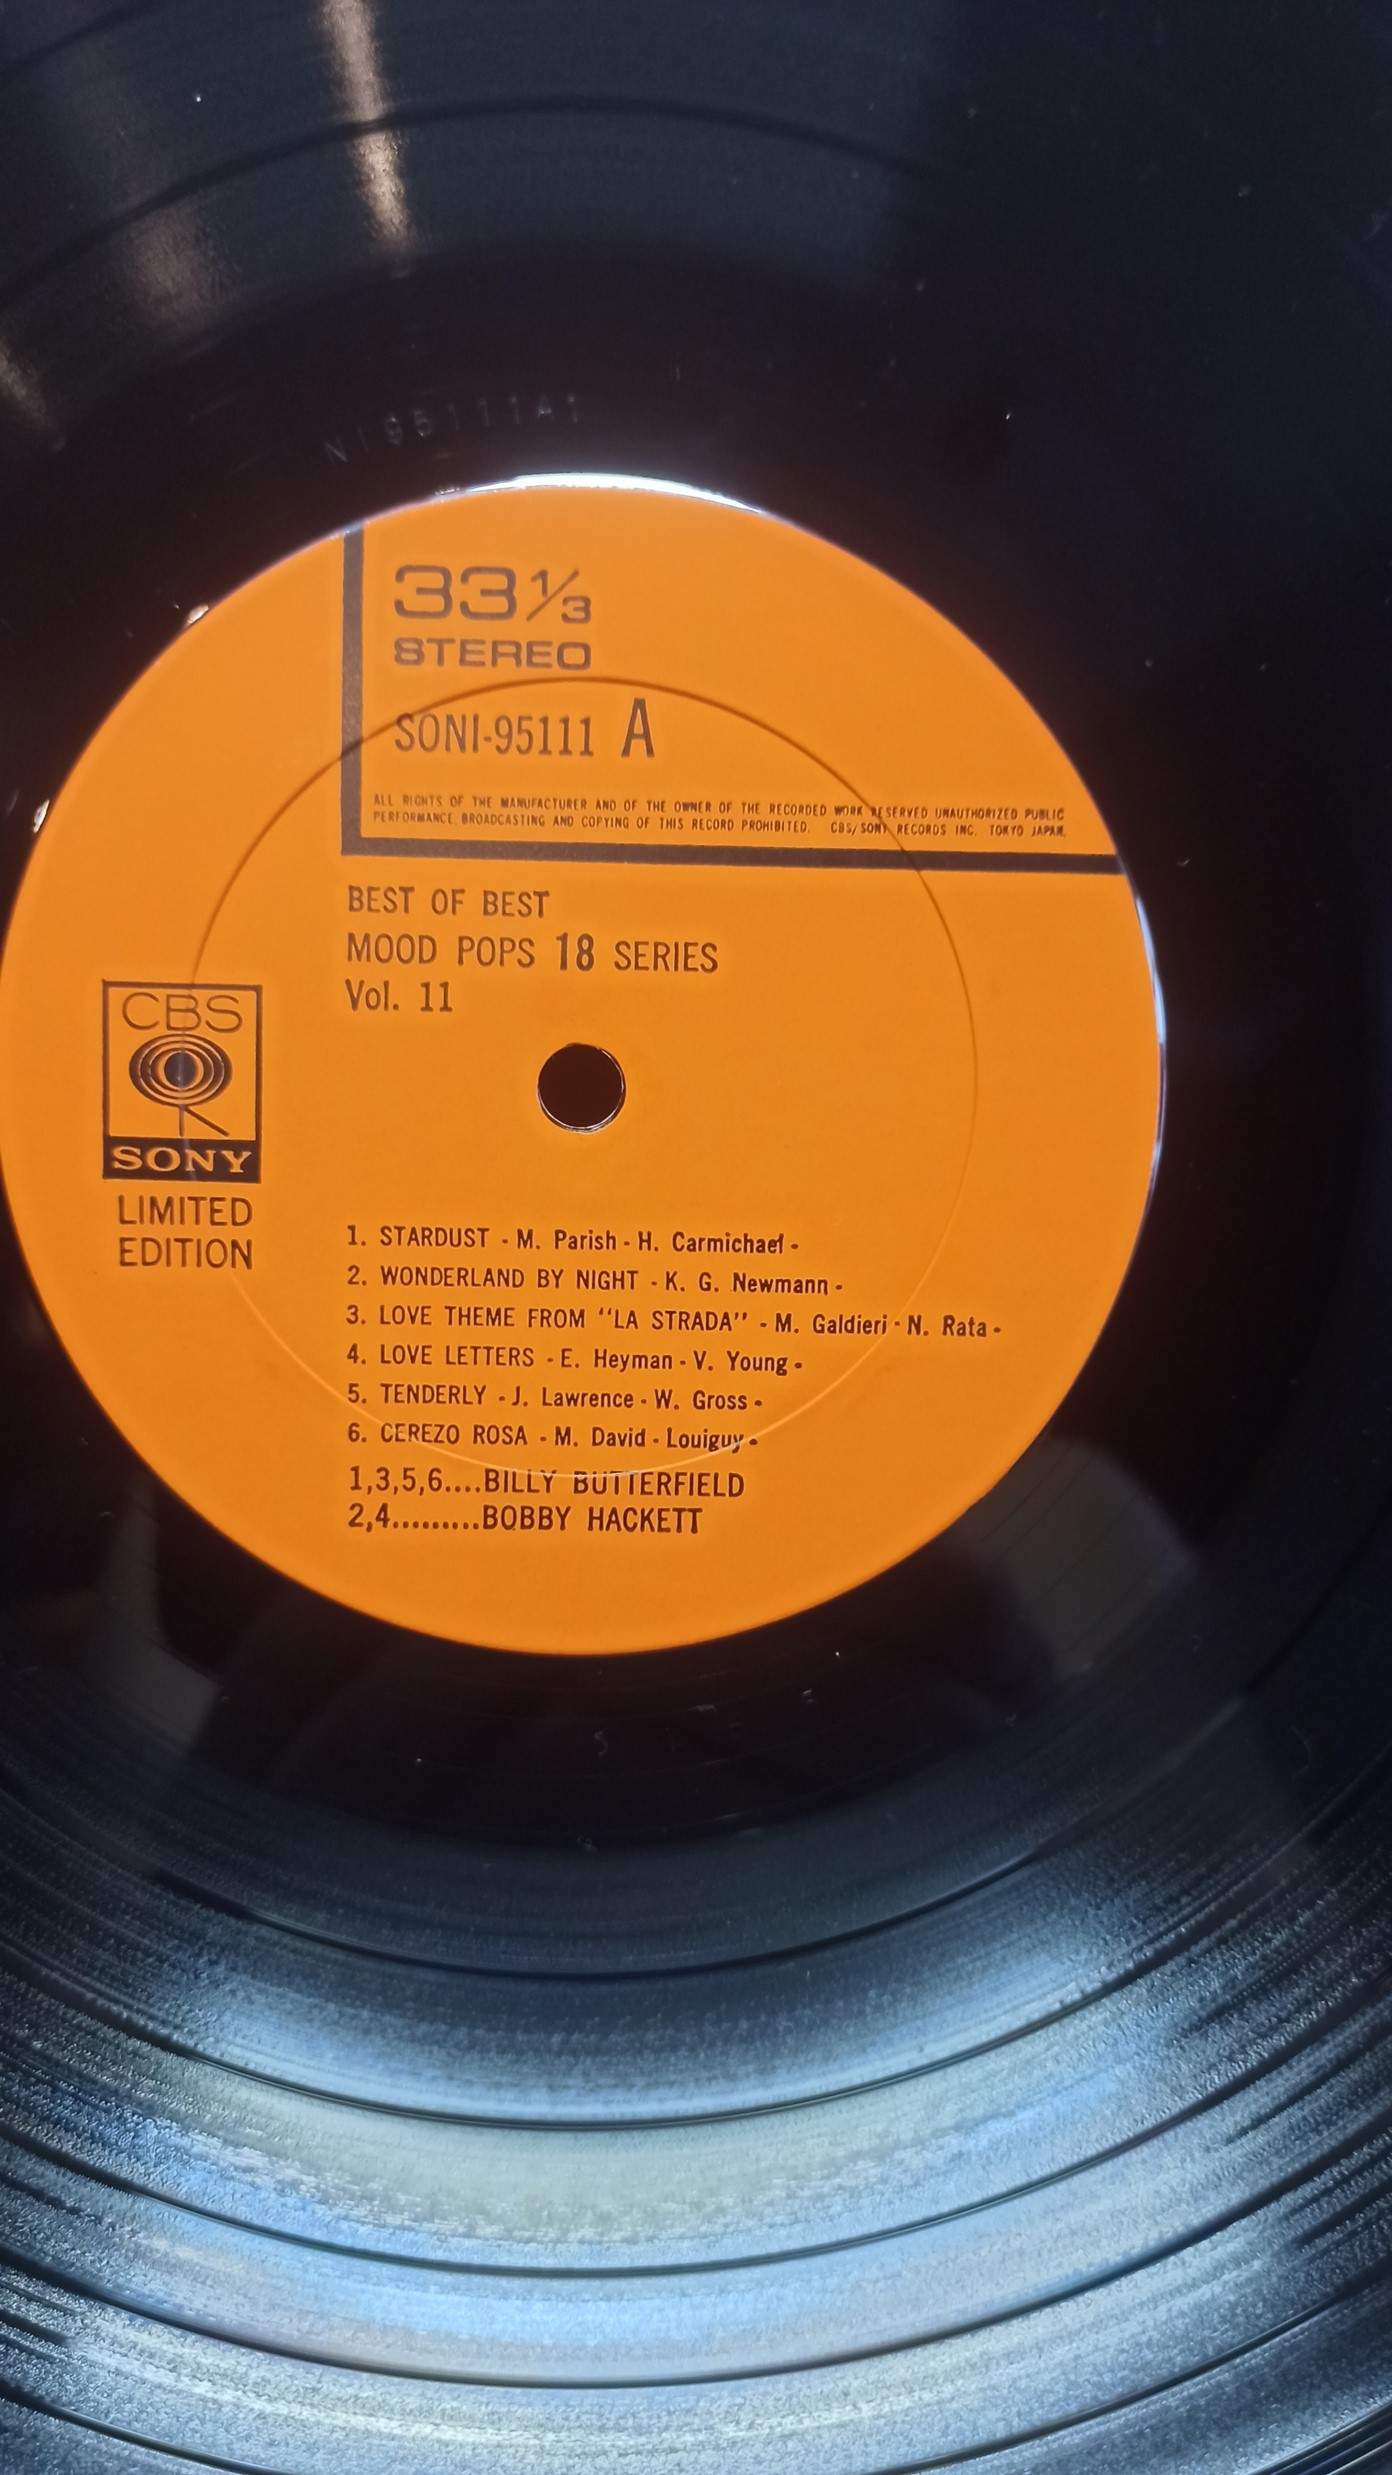 NI95111A1
33⅓
STEREO
SONI-95111 A
ALL RIGHTS OF THE MANUFACTURER AND OF THE OWNER OF THE RECORDED WORK RESERVED UNAUTHORIZED PUBLIC
PERFORMANCE. BROADCASTING AND COPYING OF THIS RECORD PROHIBITED. CBS/SONY RECORDS INC. TOKYO JAPAN.
BEST OF BEST
MOOD POPS 18 SERIES
Vol. 11
CBS
SONY
LIMITED
EDITION
1. STARDUST - M. Parish - H. Carmichael -
2. WONDERLAND BY NIGHT - K. G. Newmann -
3. LOVE THEME FROM “LA STRADA” - M. Galdieri - N. Rata -
4. LOVE LETTERS - E. Heyman - V. Young -
5. TENDERLY - J. Lawrence - W. Gross -
6. CEREZO ROSA - M. David - Louiguy -
1,3,5,6....BILLY BUTTERFIELD
2,4.........BOBBY HACKETT